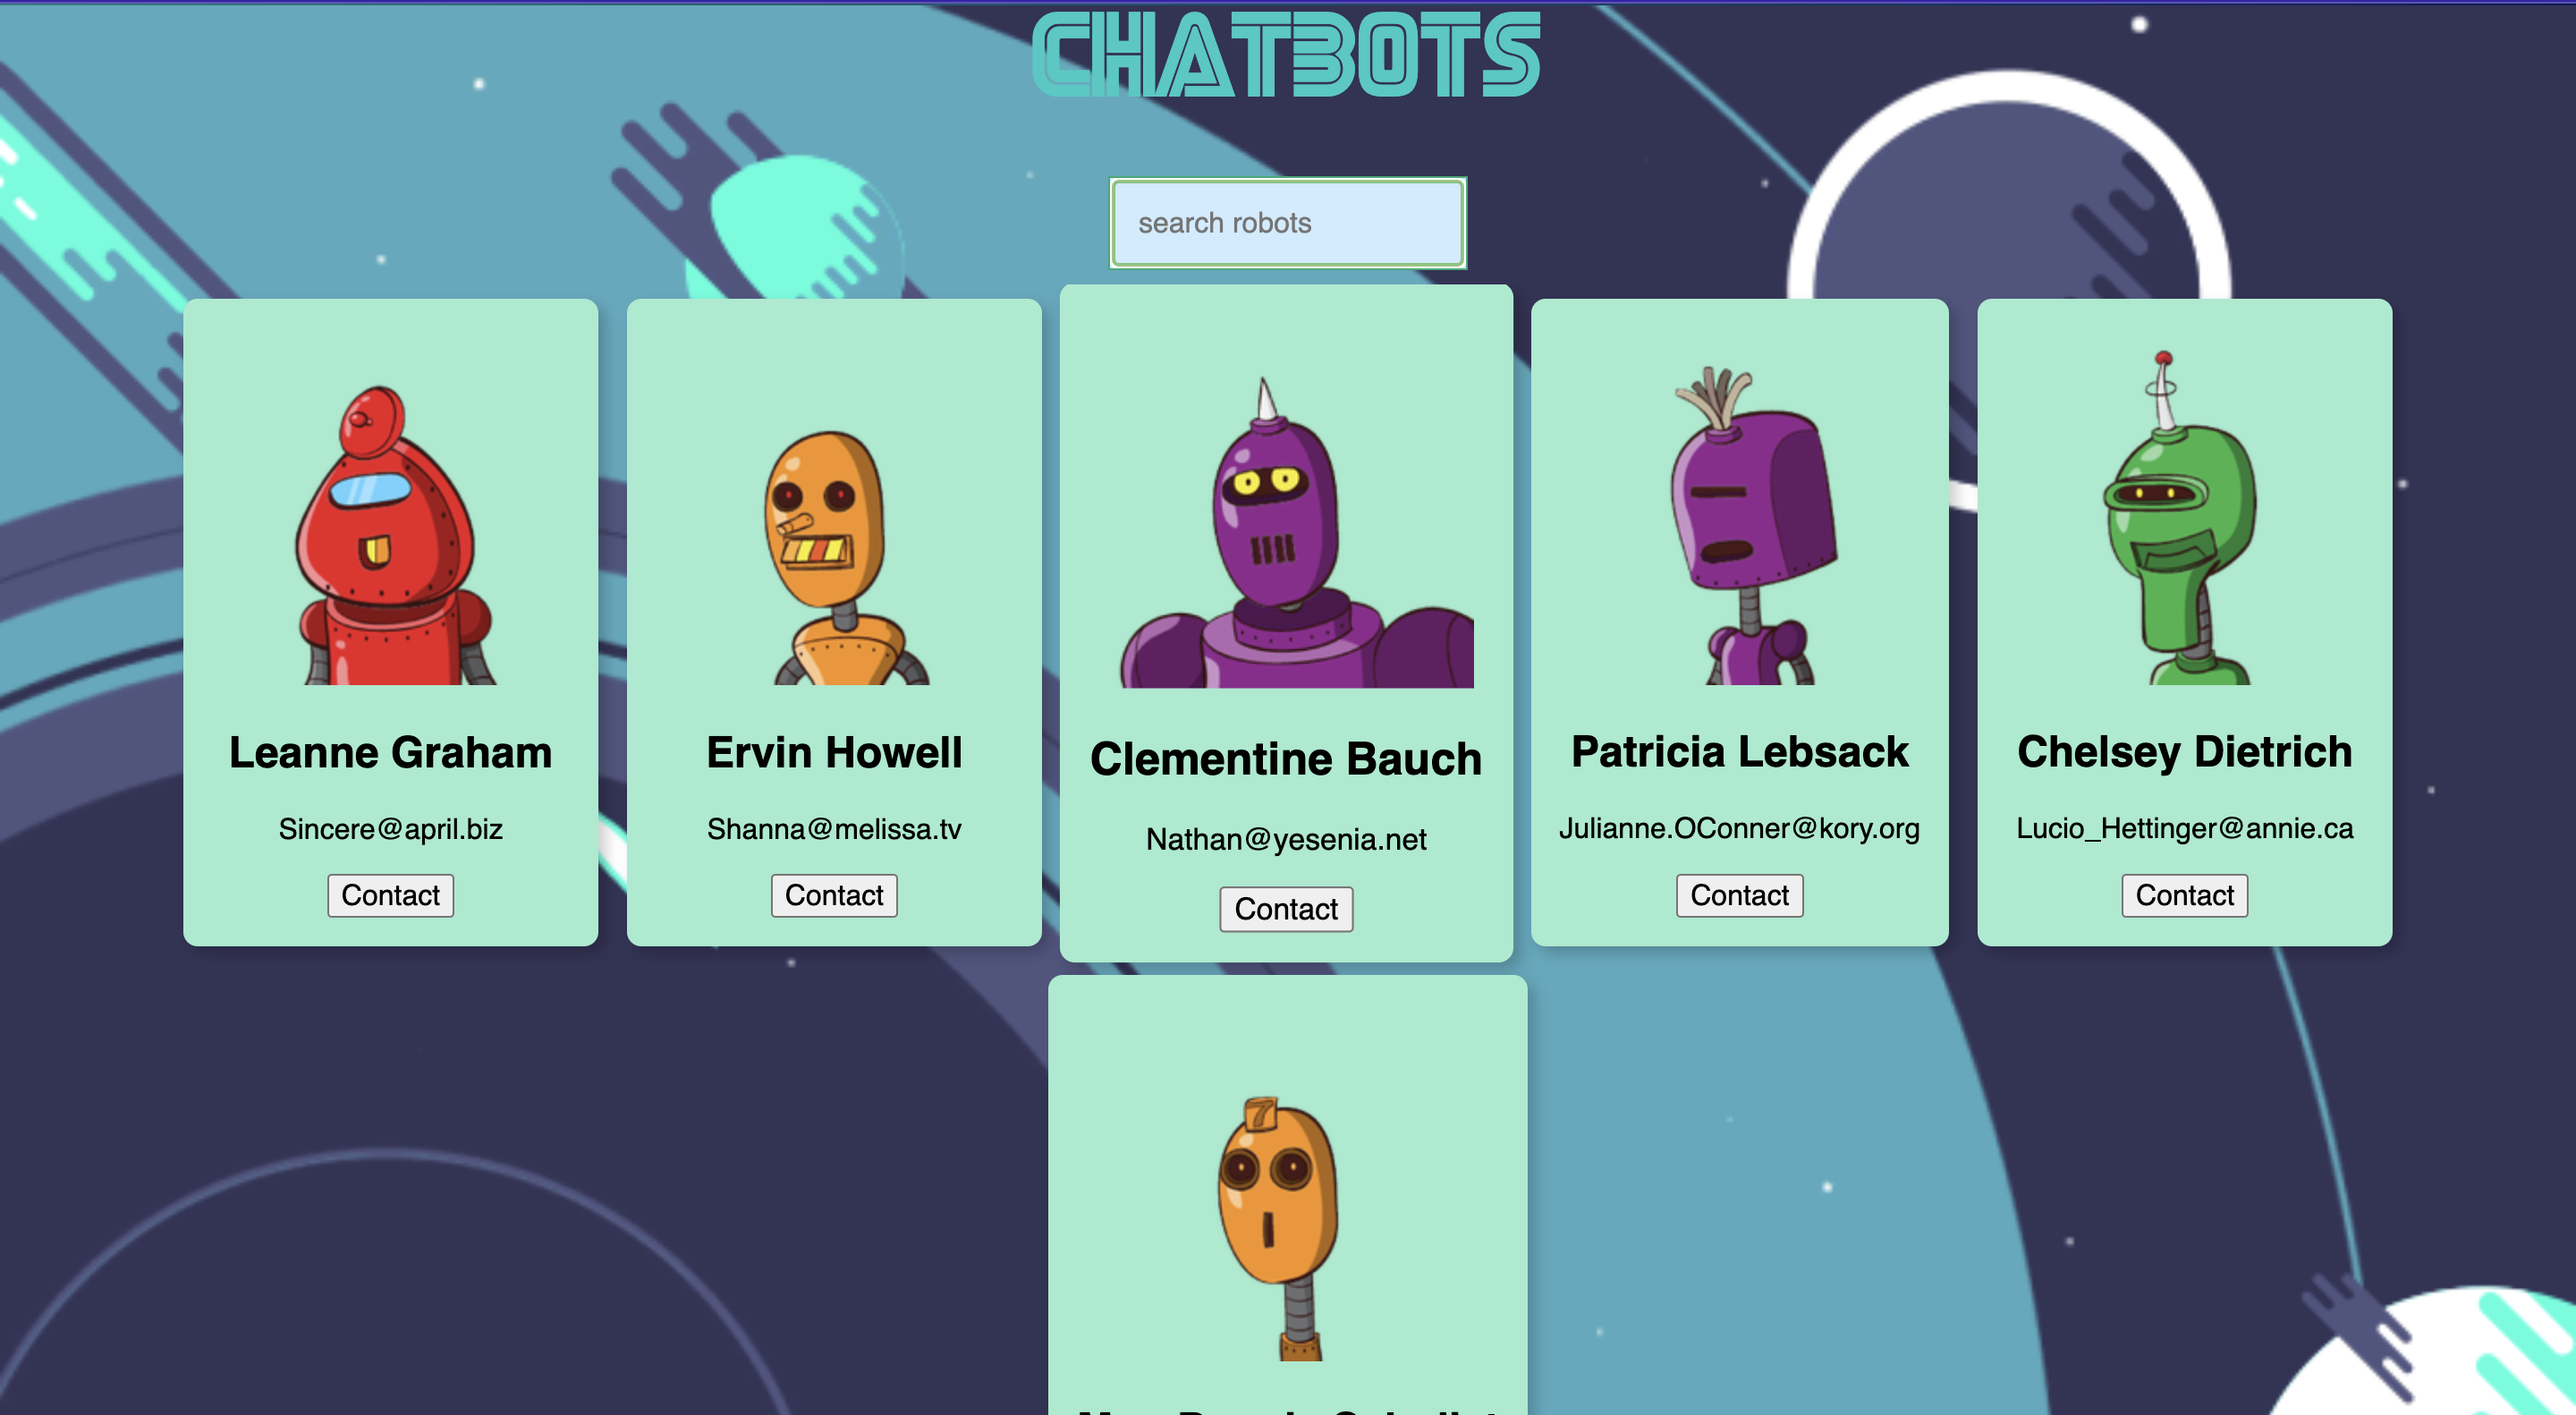 CHATBOTS
search robots
Leanne Graham
Sincere@april.biz
Contact
Ervin Howell
Shanna@melissa.tv
Contact
Clementine Bauch
Nathan@yesenia.net
Contact
Patricia Lebsack
Julianne.OConner@kory.org
Contact
Chelsey Dietrich
Lucio_Hettinger@annie.ca
Contact
7